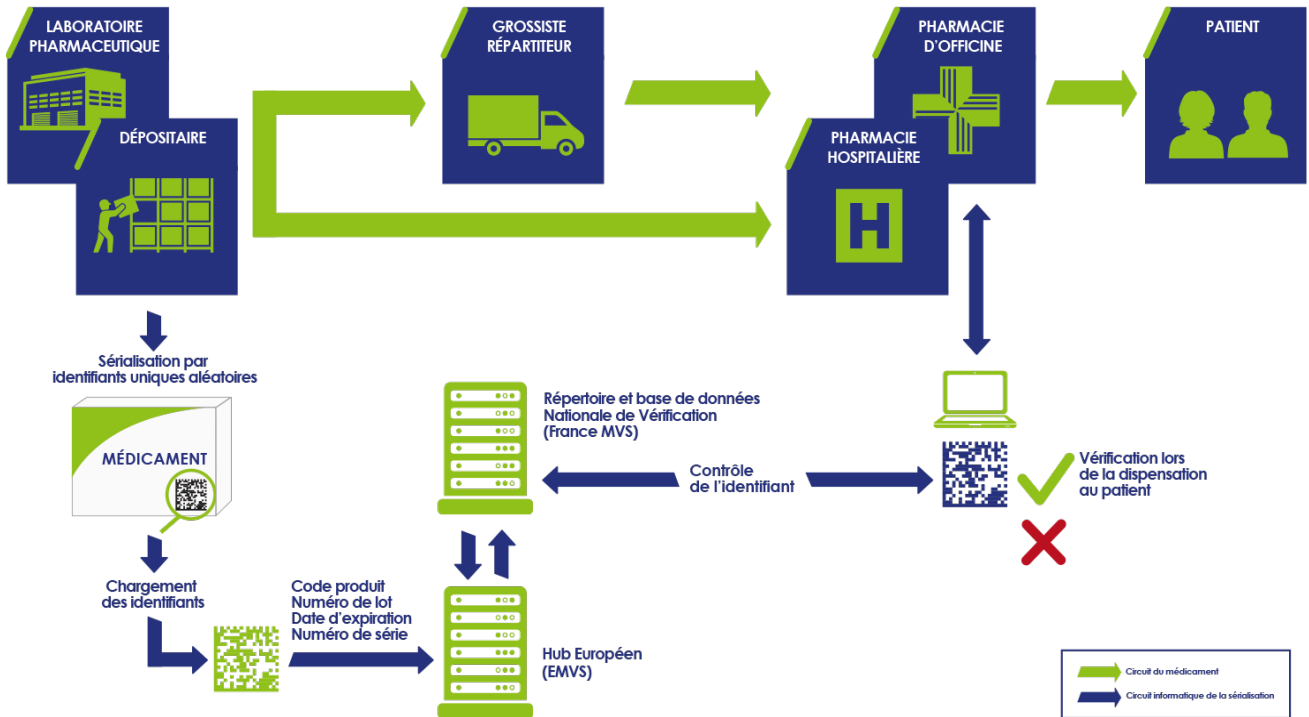 LABORATOIRE
PHARMACEUTIQUE
DÉPOSITAIRE
GROSSISTE
RÉPARTITEUR
PHARMACIE
D'OFFICINE
PHARMACIE
HOSPITALIÈRE
H
PATIENT
Sérialisation par
identifiants uniques aléatoires
MÉDICAMENT
Chargement
des identifiants
Code produit
Numéro de lot
Date d'expiration
Numéro de série
Répertoire et base de données
Nationale de Vérification
(France MVS)
Hub Européen
(EMVS)
Contrôle
de l'identifiant
Vérification lors
de la dispensation
au patient
Circuit du médicament
Circuit informatique de la sérialisation